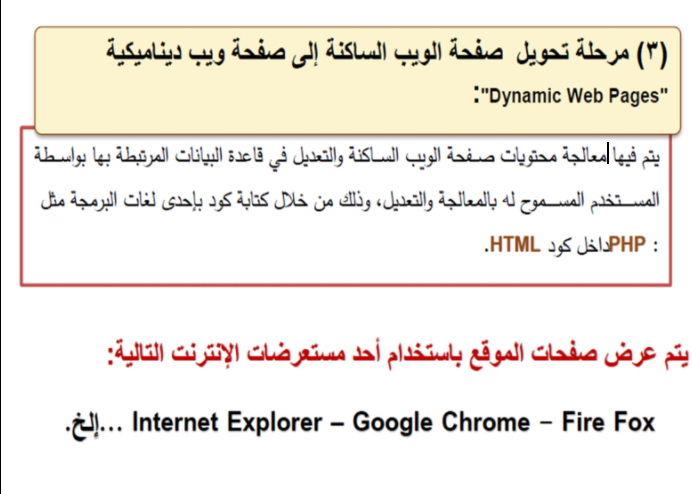 (٣) مرحلة تحويل صفحة الويب الساكنة إلى صفحة ويب ديناميكية
"Dynamic Web Pages":
يتم فيها معالجة محتويات صفحة الويب الساكنة والتعديل في قاعدة البيانات المرتبطة بها بواسطة
المستخدم المسموح له بالمعالجة والتعديل، وذلك من خلال كتابة كود بإحدى لغات البرمجة مثل
: PHPداخل كود HTML.
يتم عرض صفحات الموقع باستخدام أحد مستعرضات الإنترنت التالية:
Internet Explorer – Google Chrome – Fire Fox ...إلخ.